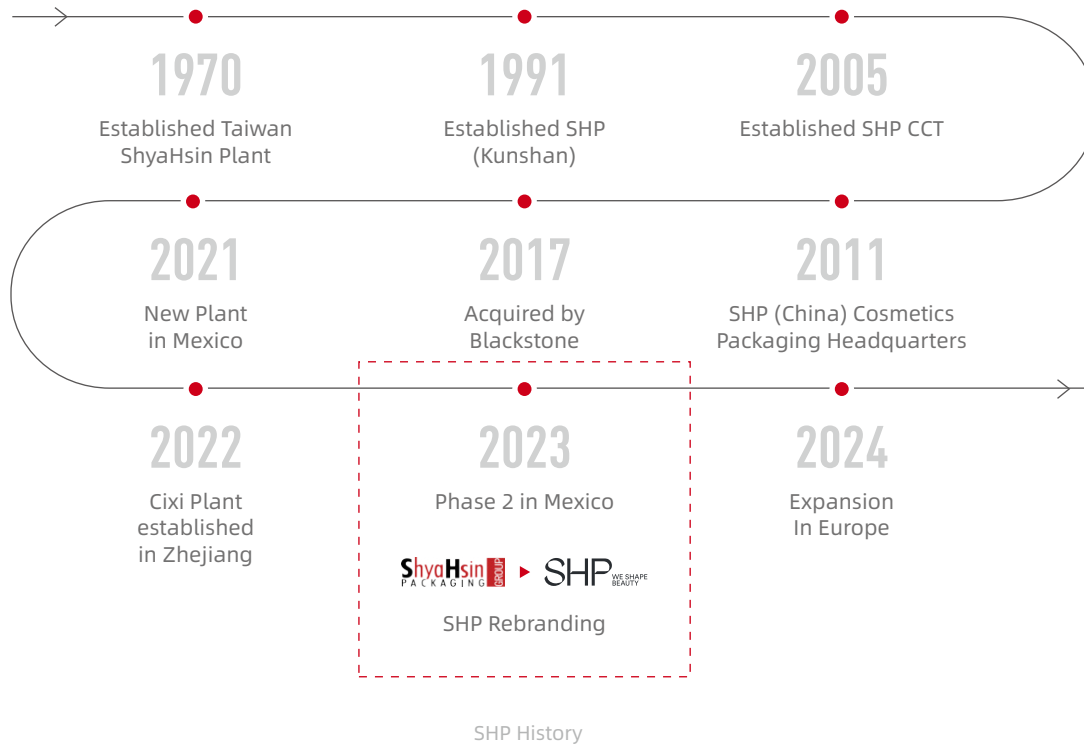 1970
Established Taiwan
ShyaHsin Plant
1991
Established SHP
(Kunshan)
2005
Established SHP CCT
2011
SHP (China) Cosmetics
Packaging Headquarters
2017
Acquired by
Blackstone
2021
New Plant
in Mexico
2022
Cixi Plant
established
in Zhejiang
2023
Phase 2 in Mexico
ShyaHsin GROUP
PACKAGING
SHP WE SHAPE
BEAUTY
SHP Rebranding
2024
Expansion
In Europe
SHP History